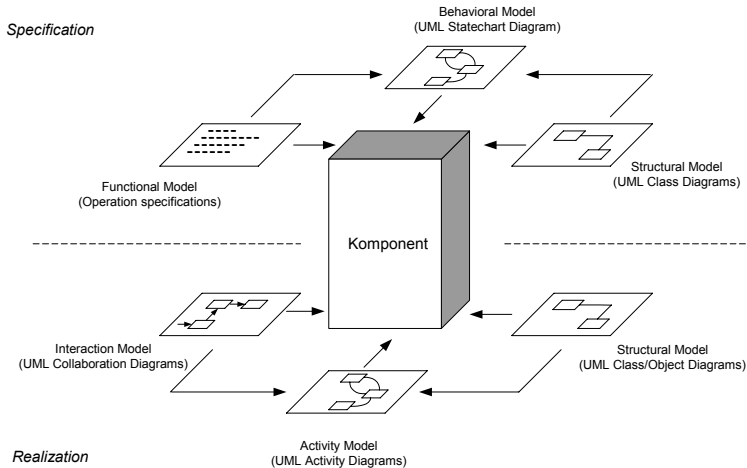 Behavioral Model
(UML Statechart Diagram)
Specification
Functional Model
(Operation specifications)
Structural Model
(UML Class Diagrams)
Komponent
Interaction Model
(UML Collaboration Diagrams)
Structural Model
(UML Class/Object Diagrams)
Activity Model
(UML Activity Diagrams)
Realization